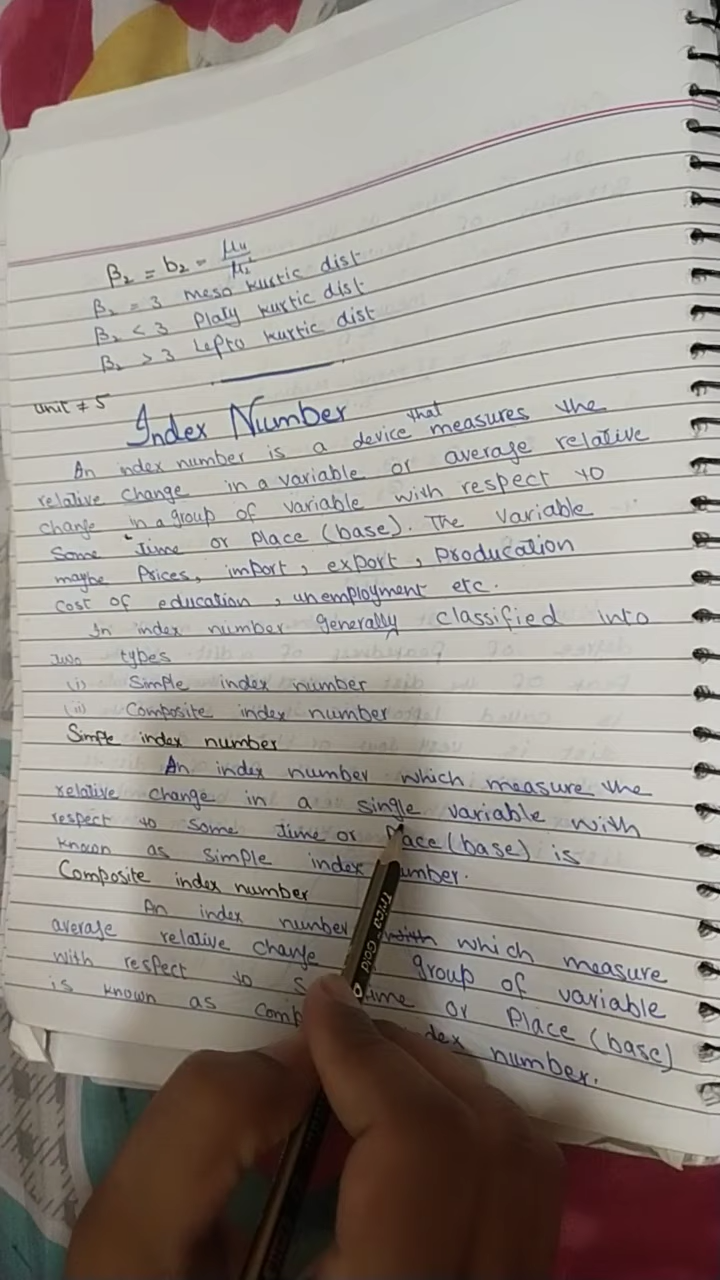 β₂ = b₂ = μ₄/μ₂²
β₂ = 3 Meso kurtic dist
β₂ < 3 Platy kurtic dist
β₂ > 3 Lepto kurtic dist
unit # 5
Index Number
An index number is a device that measures the
relative change in a variable or average relative
change in a group of variable with respect to
Some Time or Place (base). The variable
maybe Prices, import, export, Producation
cost of education, unemployment etc.
In index number generally classified into
Two types
(i) Simple index number
(ii) Composite index number
Simple index number
An index number which measure the
relative change in a single variable with
respect to some time or Place (base) is
known as simple index umber.
Composite index number
An index number with which measure
average relative change group of variable
with respect to S Time or Place (base)
is known as comp dex number.
Trica Gold